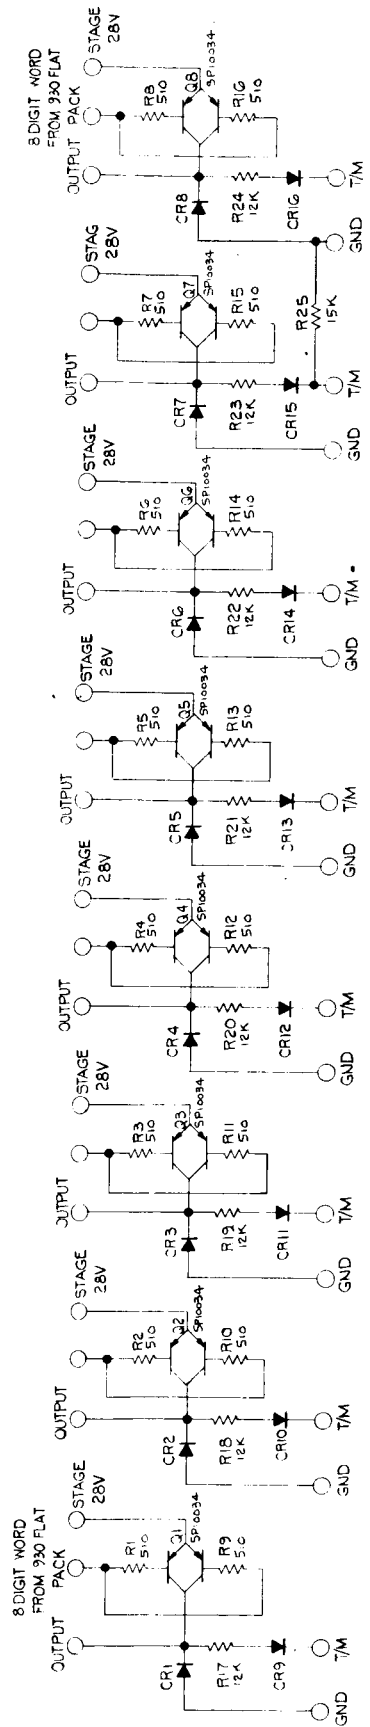 8 DIGIT WORD
FROM 930 FLAT
PACK
OUTPUT
STAGE
28V
R1
510
Q1
SP10034
R9
510
CR1
R17
12K
CR9
GND
T/M
OUTPUT
STAGE
28V
R2
510
Q2
SP10034
R10
510
CR2
R18
12K
CR10
GND
T/M
OUTPUT
STAGE
28V
R3
510
Q3
SP10034
R11
510
CR3
R19
12K
CR11
GND
T/M
OUTPUT
STAGE
28V
R4
510
Q4
SP10034
R12
510
CR4
R20
12K
CR12
GND
T/M
OUTPUT
STAGE
28V
R5
510
Q5
SP10034
R13
510
CR5
R21
12K
CR13
GND
T/M
OUTPUT
STAGE
28V
R6
510
Q6
SP10034
R14
510
CR6
R22
12K
CR14
GND
T/M
OUTPUT
STAG
28V
R7
510
Q7
SP10034
R15
510
CR7
R23
12K
CR15
GND
T/M
R25
15K
8 DIGIT WORD
FROM 930 FLAT
PACK
OUTPUT
STAGE
28V
R8
510
Q8
SP10034
R16
510
CR8
R24
12K
CR16
GND
T/M